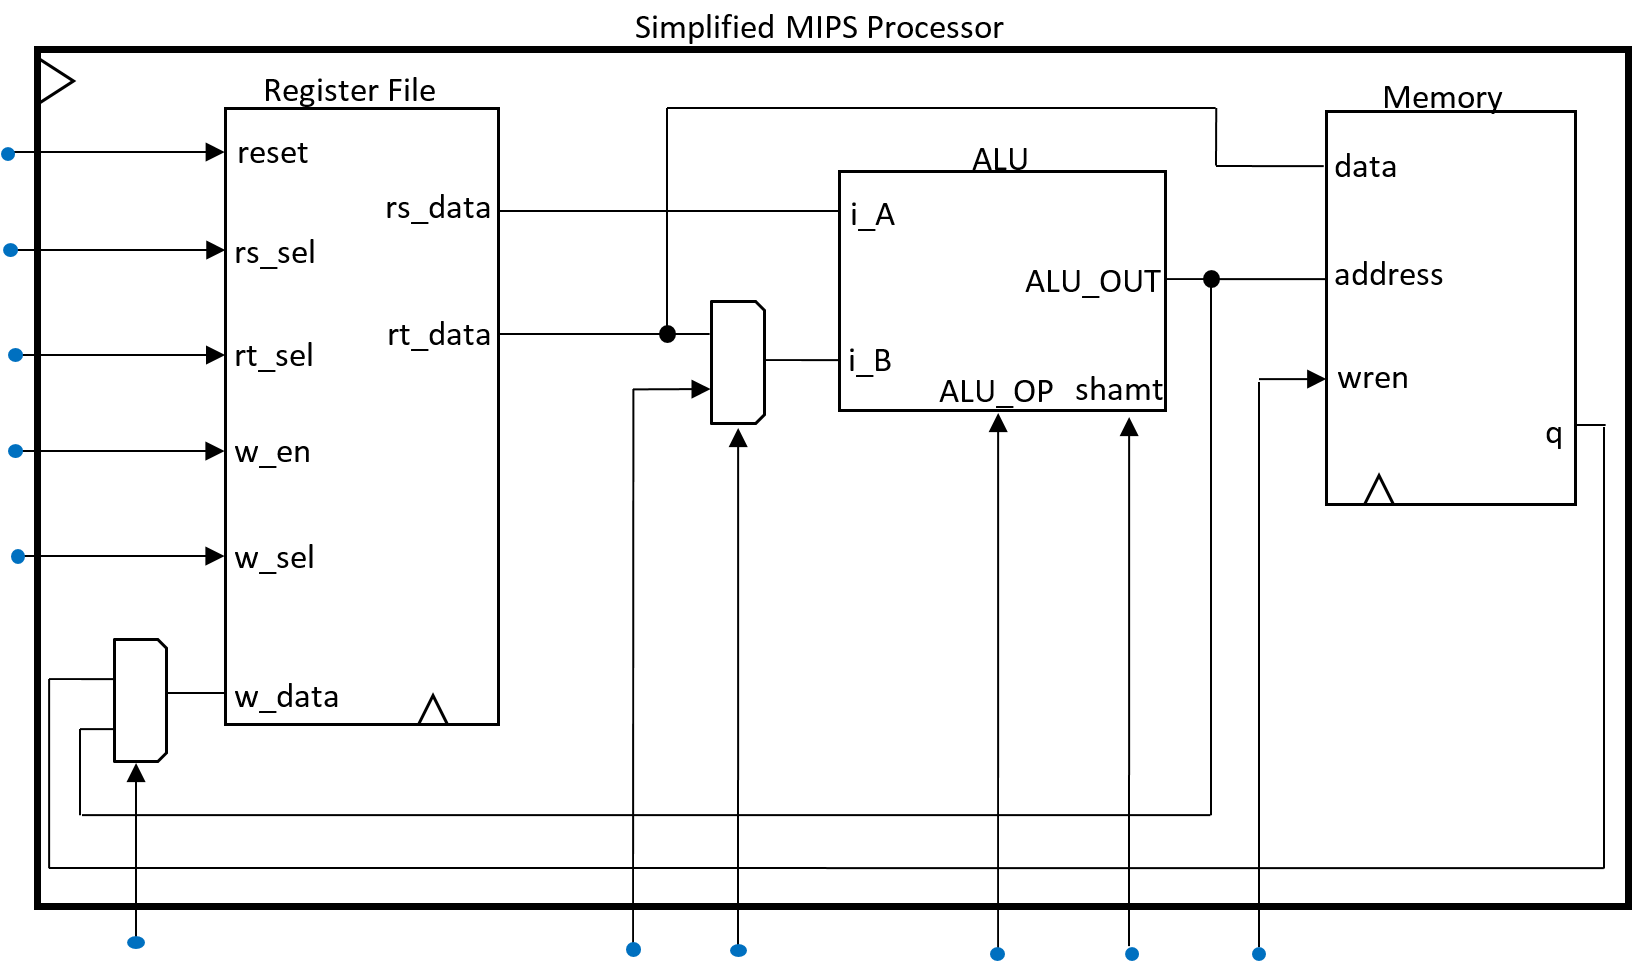 Simplified MIPS Processor
Register File
reset
rs_sel
rt_sel
w_en
w_sel
w_data
rs_data
rt_data
ALU
i_A
i_B
ALU_OUT
ALU_OP
shamt
Memory
data
address
wren
q